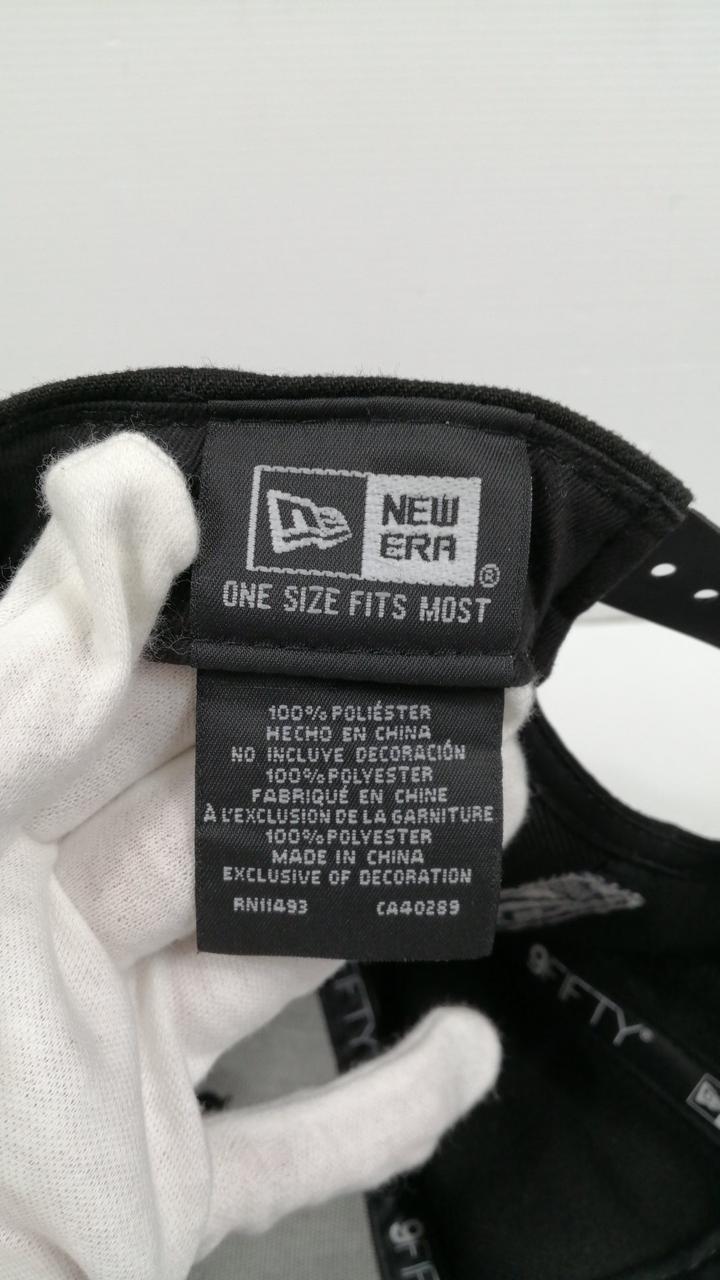 NEW
ERA
®
ONE SIZE FITS MOST
100% POLIÉSTER
HECHO EN CHINA
NO INCLUYE DECORACIÓN
100% POLYESTER
FABRIQUÉ EN CHINE
À L'EXCLUSION DE LA GARNITURE
100% POLYESTER
MADE IN CHINA
EXCLUSIVE OF DECORATION
RN11493 CA40289
9FIFTY